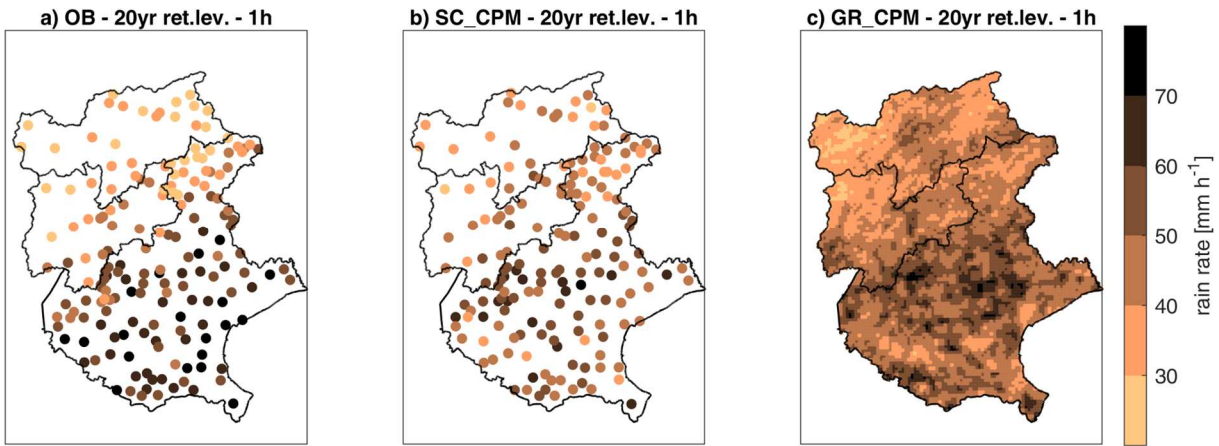 a) OB - 20yr ret.lev. - 1h
b) SC_CPM - 20yr ret.lev. - 1h
c) GR_CPM - 20yr ret.lev. - 1h
70
60
50
40
30
rain rate [mm h-1]